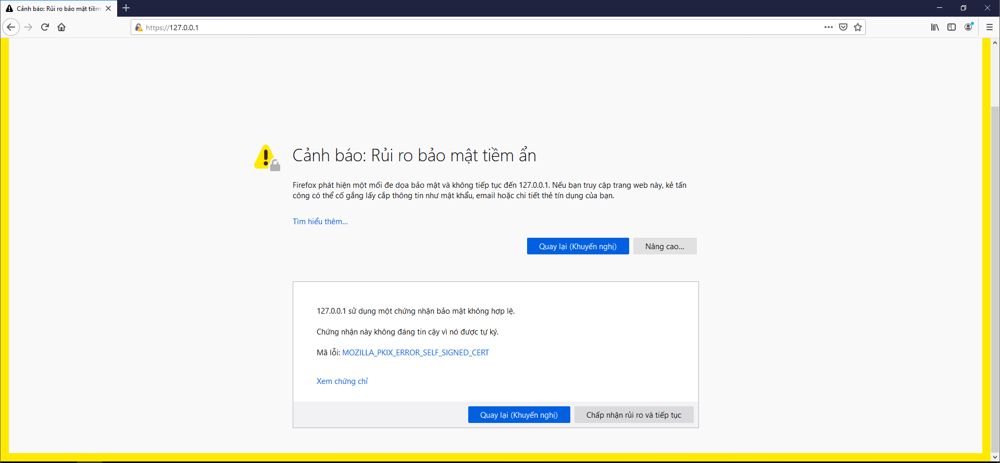 Cảnh báo: Rủi ro bảo mật tiềm
https://127.0.0.1
Cảnh báo: Rủi ro bảo mật tiềm ẩn
Firefox phát hiện một mối đe dọa bảo mật và không tiếp tục đến 127.0.0.1. Nếu bạn truy cập trang web này, kẻ tấn
công có thể cố gắng lấy cắp thông tin như mật khẩu, email hoặc chi tiết thẻ tín dụng của bạn.
Tìm hiểu thêm...
Quay lại (Khuyến nghị) Nâng cao...
127.0.0.1 sử dụng một chứng nhận bảo mật không hợp lệ.
Chứng nhận này không đáng tin cậy vì nó được tự ký.
Mã lỗi: MOZILLA_PKIX_ERROR_SELF_SIGNED_CERT
Xem chứng chỉ
Quay lại (Khuyến nghị) Chấp nhận rủi ro và tiếp tục